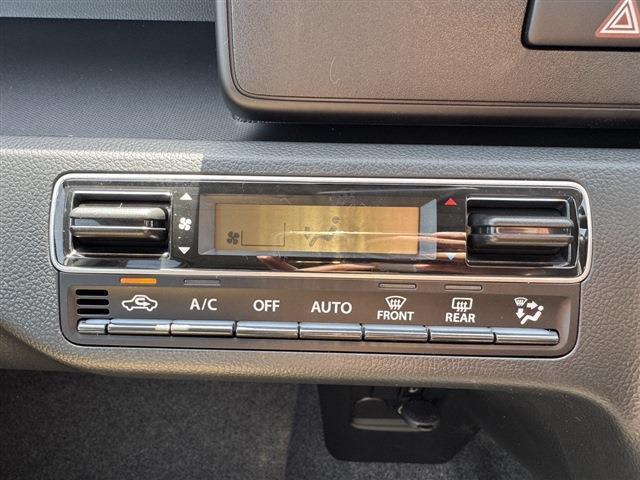 A/C OFF AUTO FRONT REAR